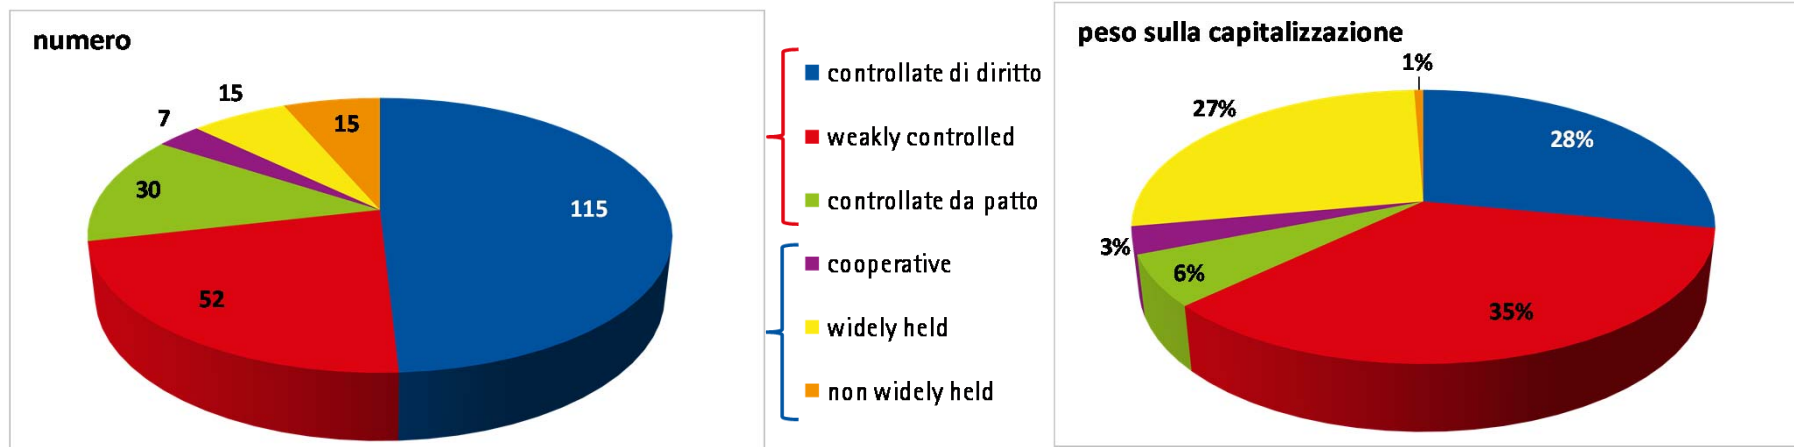 numero
15
7
15
30
115
52
controllate di diritto
weakly controlled
controllate da patto
cooperative
widely held
non widely held
peso sulla capitalizzazione
1%
27%
28%
3%
6%
35%